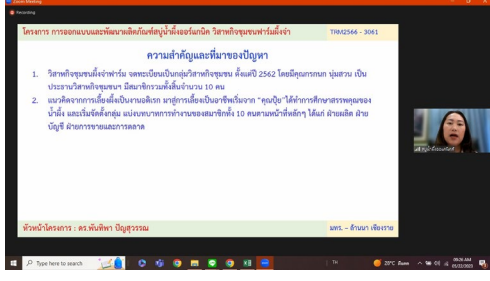 Zoom Meeting
Recording
โครงการ การออกแบบและพัฒนาผลิตภัณฑ์สบู่น้ำผึ้งออร์แกนิค วิสาหกิจชุมชนฟาร์มผึ้งจ๋า
TRM2566 - 3061
ความสำคัญและที่มาของปัญหา
1. วิสาหกิจชุมชนผึ้งจ๋าฟาร์ม จดทะเบียนเป็นกลุ่มวิสาหกิจชุมชน ตั้งแต่ปี 2562 โดยมีคุณกรกนก นุ่มสวน เป็น
ประธานวิสาหกิจชุมชนฯ มีสมาชิกรวมทั้งสิ้นจำนวน 10 คน
2. แนวคิดจากการเลี้ยงผึ้งเป็นงานอดิเรก มาสู่การเลี้ยงเป็นอาชีพเริ่มจาก "คุณปุ้ย" ได้ทำการศึกษาสรรพคุณของ
น้ำผึ้ง และเริ่มจัดตั้งกลุ่ม แบ่งบทบาทการทำงานของสมาชิกทั้ง 10 คนตามหน้าที่หลักๆ ได้แก่ ฝ่ายผลิต ฝ่าย
บัญชี ฝ่ายการขายและการตลาด
หัวหน้าโครงการ : ดร.พันทิพา ปัญสุวรรณ
มทร. – ล้านนา เชียงราย
Type here to search
TH
28°C
09:26 AM
05/23/2023